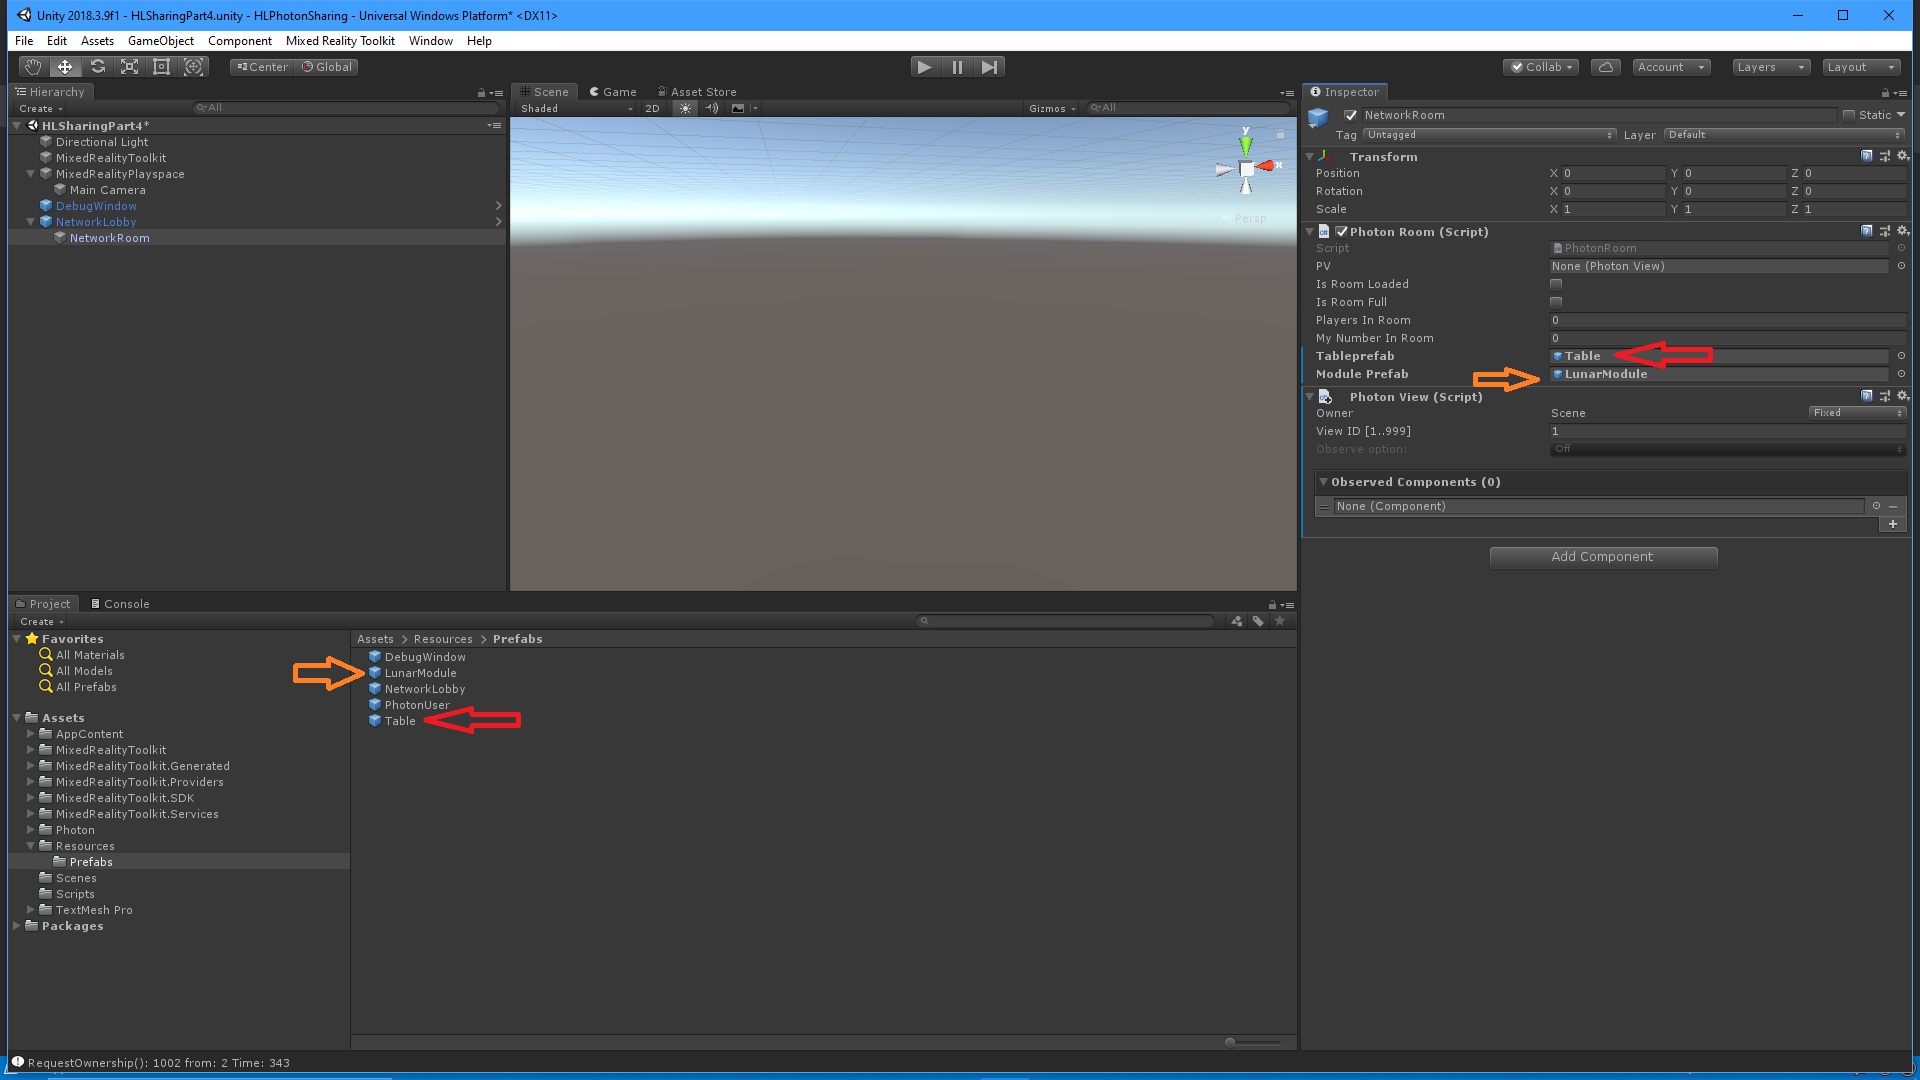 Unity 2018.3.9f1 - HLSharingPart4.unity - HLPhotonSharing - Universal Windows Platform* <DX11>
File Edit Assets GameObject Component Mixed Reality Toolkit Window Help
Center Global Collab Account Layers Layout
Hierarchy
Create All
HLSharingPart4*
Directional Light
MixedRealityToolkit
MixedRealityPlayspace
Main Camera
DebugWindow
NetworkLobby
NetworkRoom
Scene Game Asset Store
Shaded 2D Gizmos All
y
x
Persp
Inspector
NetworkRoom Static
Tag Untagged Layer Default
Transform
Position X 0 Y 0 Z 0
Rotation X 0 Y 0 Z 0
Scale X 1 Y 1 Z 1
Photon Room (Script)
Script PhotonRoom
PV None (Photon View)
Is Room Loaded
Is Room Full
Players In Room 0
My Number In Room 0
Tableprefab Table
Module Prefab LunarModule
Photon View (Script)
Owner Scene Fixed
View ID [1..999] 1
Observe option: Off
Observed Components (0)
None (Component)
Add Component
Project Console
Create
Favorites
All Materials
All Models
All Prefabs
Assets
AppContent
MixedRealityToolkit
MixedRealityToolkit.Generated
MixedRealityToolkit.Providers
MixedRealityToolkit.SDK
MixedRealityToolkit.Services
Photon
Resources
Prefabs
Scenes
Scripts
TextMesh Pro
Packages
Assets > Resources > Prefabs
DebugWindow
LunarModule
NetworkLobby
PhotonUser
Table
RequestOwnership(): 1002 from: 2 Time: 343